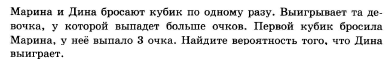 Марина и Дина бросают кубик по одному разу. Выигрывает та де-
вочка, у которой выпадет больше очков. Первой кубик бросила
Марина, у неё выпало 3 очка. Найдите вероятность того, что Дина
выиграет.